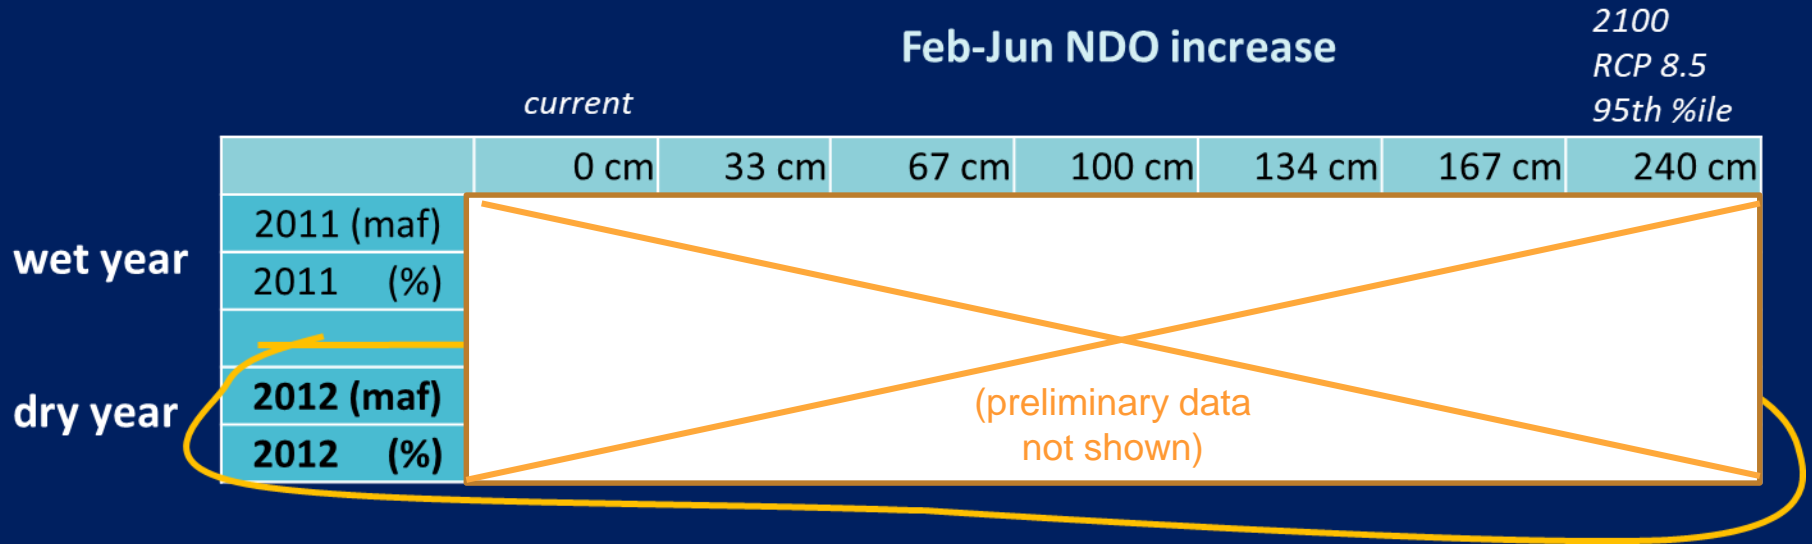 Feb-Jun NDO increase
2100
RCP 8.5
95th %ile
current
0 cm 33 cm 67 cm 100 cm 134 cm 167 cm 240 cm
wet year
2011 (maf)
2011 (%)
dry year
2012 (maf)
2012 (%)
(preliminary data
not shown)